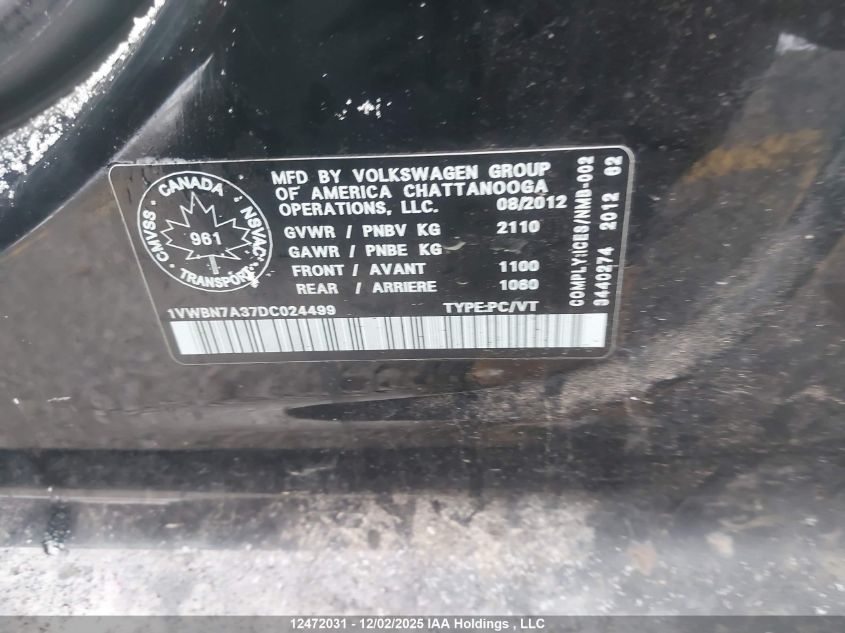 MFD BY VOLKSWAGEN GROUP
OF AMERICA CHATTANOOGA
OPERATIONS, LLC. 08/2012
GVWR / PNBV KG 2110
GAWR / PNBE KG
FRONT / AVANT 1100
REAR / ARRIERE 1060
CANADA
CMVSS · NSVAC
961
TRANSPORT
1VWBN7A37DC024499 TYPE:PC/VT
COMPLY:ICES/NMB-002
9440274 2012 62
12472031 - 12/02/2025 IAA Holdings , LLC